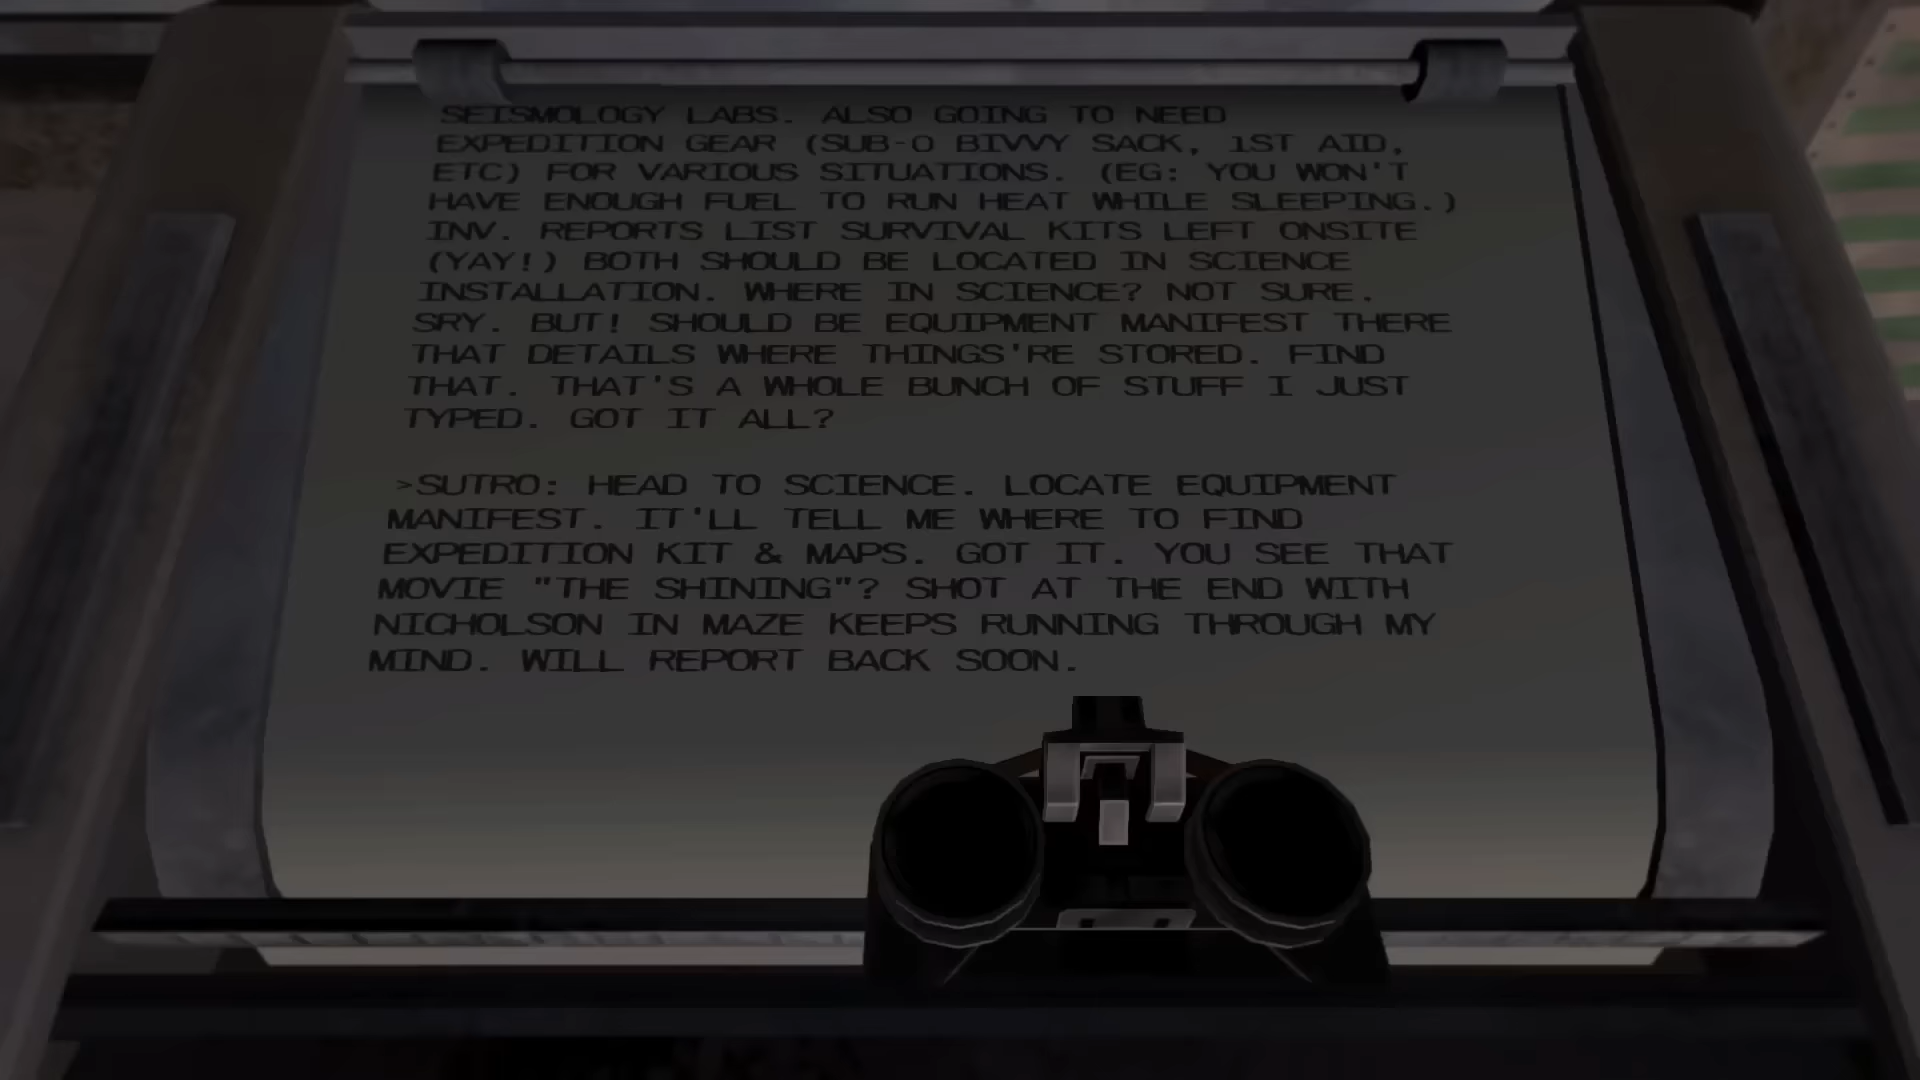 SEISMOLOGY LABS. ALSO GOING TO NEED
EXPEDITION GEAR (SUB-0 BIVVY SACK, 1ST AID,
ETC) FOR VARIOUS SITUATIONS. (EG: YOU WON'T
HAVE ENOUGH FUEL TO RUN HEAT WHILE SLEEPING.)
INV. REPORTS LIST SURVIVAL KITS LEFT ONSITE
(YAY!) BOTH SHOULD BE LOCATED IN SCIENCE
INSTALLATION. WHERE IN SCIENCE? NOT SURE.
SRY. BUT! SHOULD BE EQUIPMENT MANIFEST THERE
THAT DETAILS WHERE THINGS'RE STORED. FIND
THAT. THAT'S A WHOLE BUNCH OF STUFF I JUST
TYPED. GOT IT ALL?
>SUTRO: HEAD TO SCIENCE. LOCATE EQUIPMENT
MANIFEST. IT'LL TELL ME WHERE TO FIND
EXPEDITION KIT & MAPS. GOT IT. YOU SEE THAT
MOVIE "THE SHINING"? SHOT AT THE END WITH
NICHOLSON IN MAZE KEEPS RUNNING THROUGH MY
MIND. WILL REPORT BACK SOON.